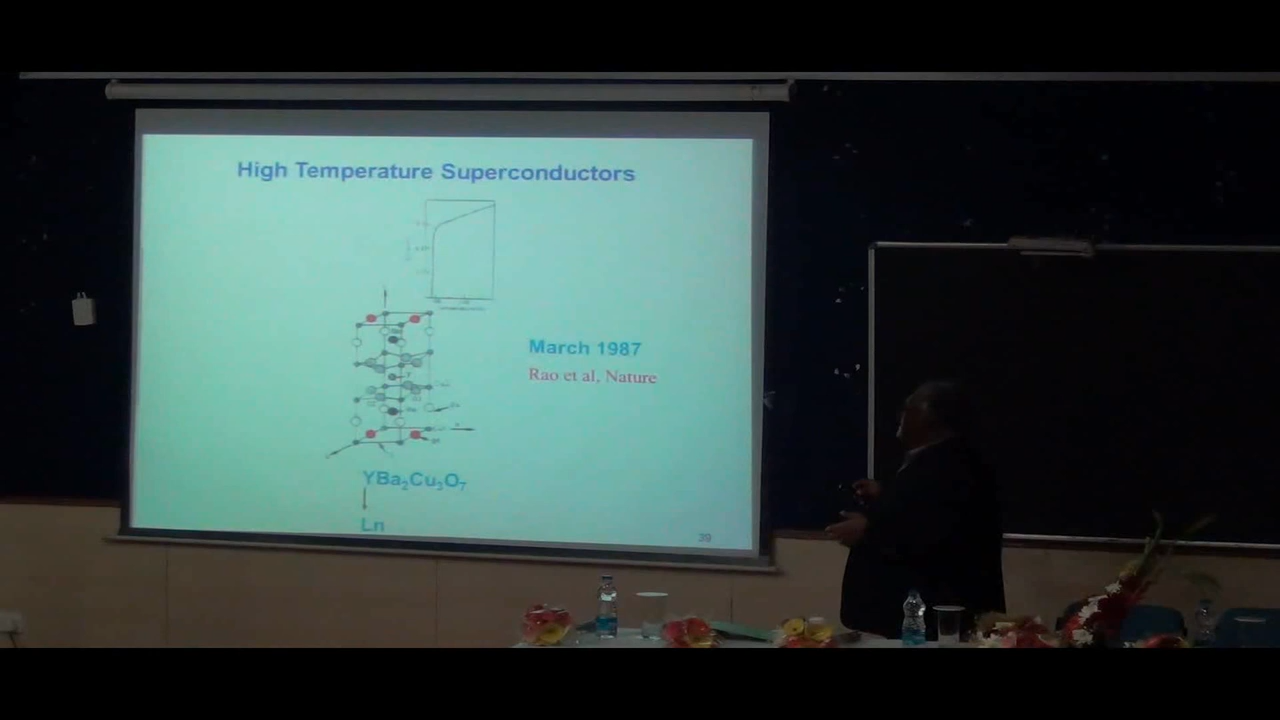 High Temperature Superconductors
March 1987
Rao et al, Nature
YBa₂Cu₃O₇
Ln
39